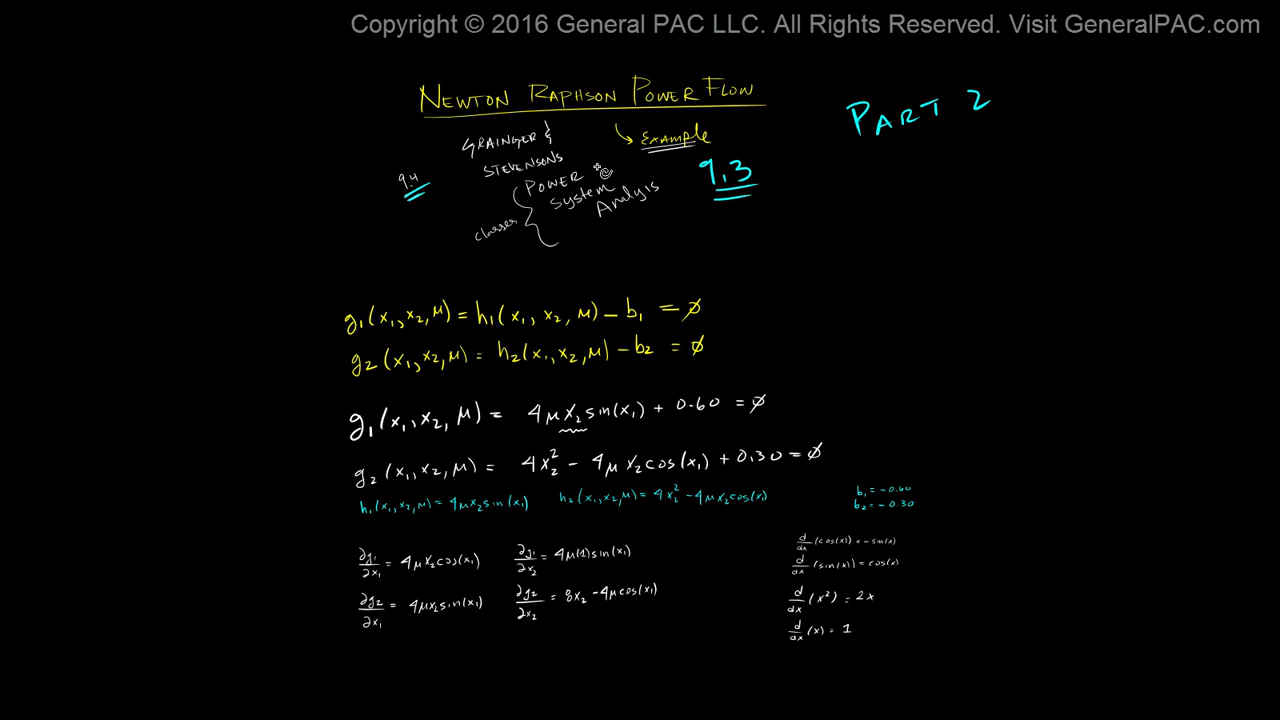 Copyright © 2016 General PAC LLC. All Rights Reserved. Visit GeneralPAC.com
NEWTON RAPHSON POWER FLOW
PART 2
GRAINGER &
STEVENSONS
Example
9.3
9.4
POWER
System
Analyis
classes
g₁(x₁, x₂, μ) = h₁(x₁, x₂, μ) - b₁ = ∅
g₂(x₁, x₂, μ) = h₂(x₁, x₂, μ) - b₂ = ∅
g₁(x₁, x₂, μ) = 4μx₂sin(x₁) + 0.60 = ∅
g₂(x₁, x₂, μ) = 4x₂² - 4μx₂cos(x₁) + 0.30 = ∅
h₁(x₁, x₂, μ) = 4μx₂sin(x₁) h₂(x₁, x₂, μ) = 4x₂² - 4μx₂cos(x₁)
b₁ = -0.60
b₂ = -0.30
∂g₁/∂x₁ = 4μx₂cos(x₁) ∂g₁/∂x₂ = 4μ(1)sin(x₁)
∂g₂/∂x₁ = 4μx₂sin(x₁) ∂g₂/∂x₂ = 8x₂ - 4μcos(x₁)
d/dx (cos(x)) = -sin(x)
d/dx (sin(x)) = cos(x)
d/dx (x²) = 2x
d/dx (x) = 1